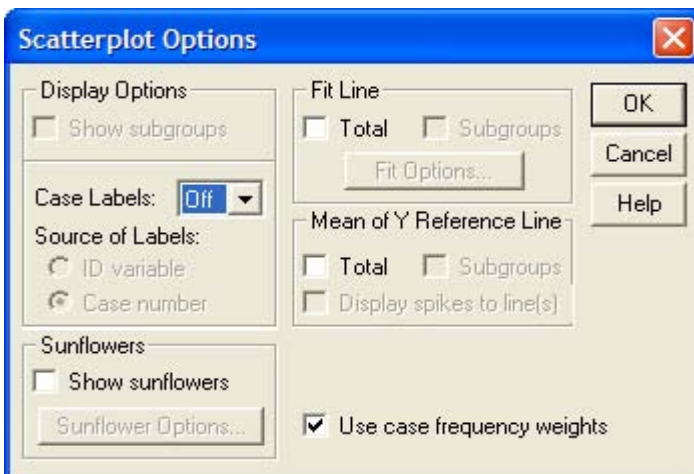 Scatterplot Options
Display Options
Show subgroups
Case Labels: Off
Source of Labels:
ID variable
Case number
Sunflowers
Show sunflowers
Sunflower Options...
Fit Line
Total Subgroups
Fit Options...
Mean of Y Reference Line
Total Subgroups
Display spikes to line(s)
Use case frequency weights
OK
Cancel
Help